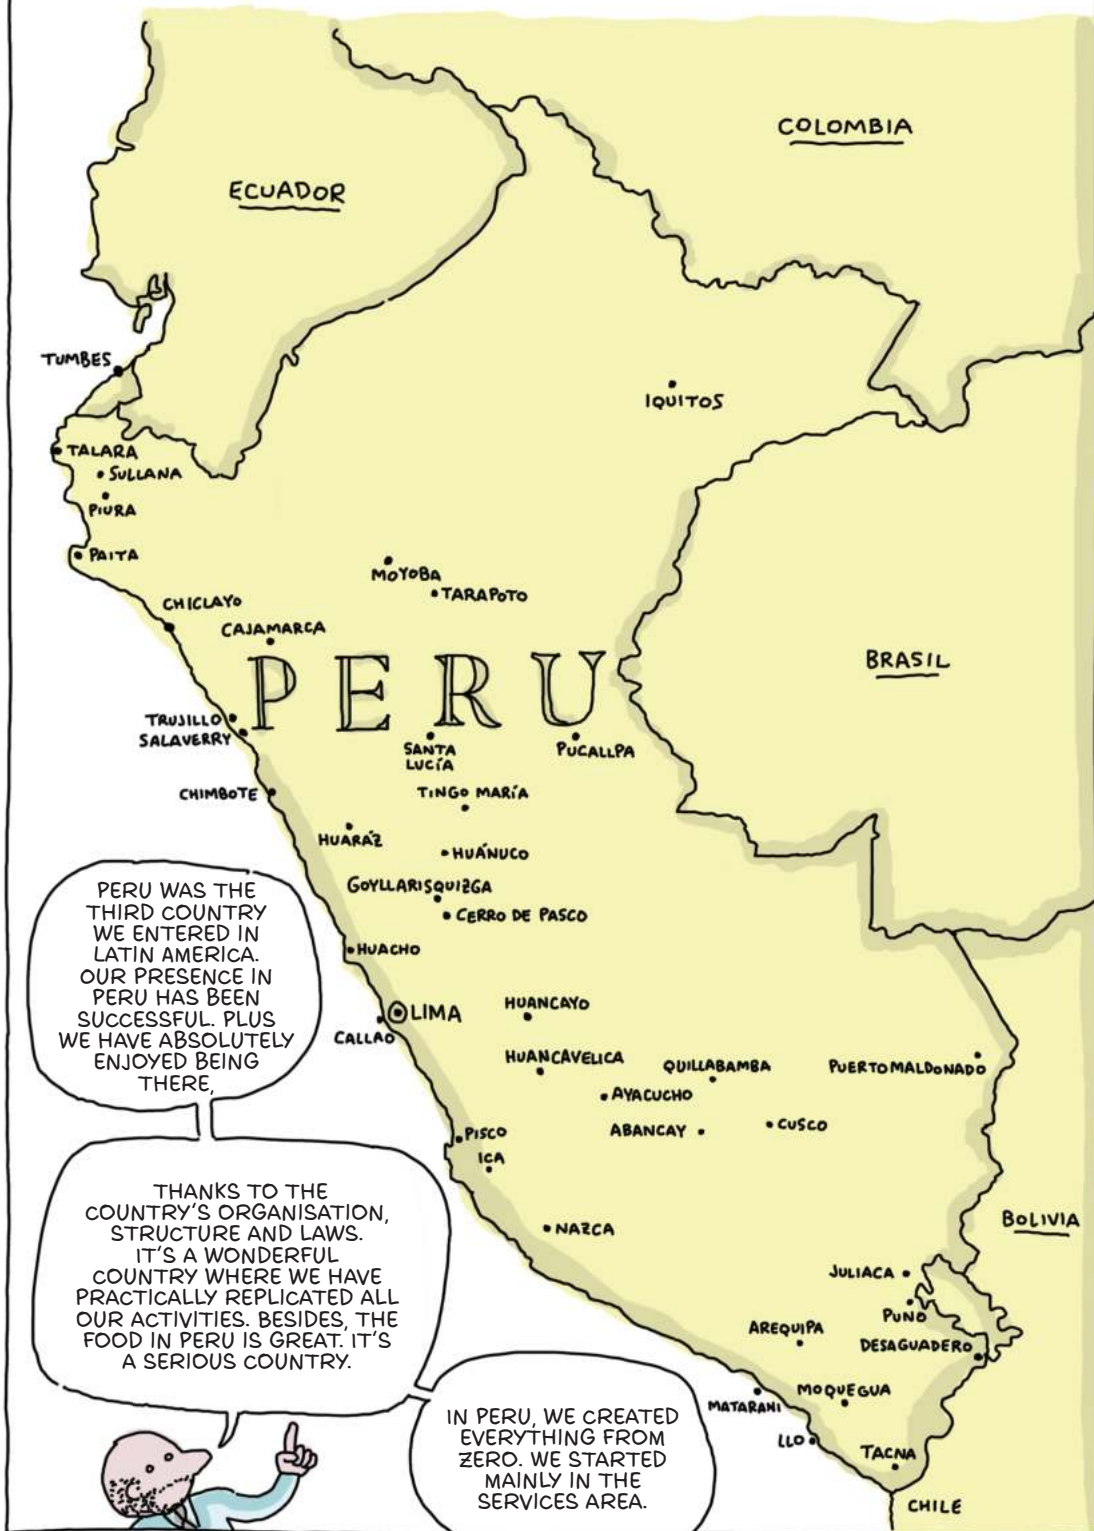 COLOMBIA
ECUADOR
TUMBES
IQUITOS
TALARA
SULLANA
PIURA
PAITA
MOYOBA
TARAPOTO
CHICLAYO
CAJAMARCA
PERU
BRASIL
TRUJILLO
SALAVERRY
SANTA
LUCÍA
PUCALLPA
CHIMBOTE
TINGO MARÍA
HUARÁZ
HUÁNUCO
GOYLLARISQUIZGA
CERRO DE PASCO
HUACHO
LIMA
CALLAO
HUANCAYO
HUANCAVELICA
QUILLABAMBA
PUERTO MALDONADO
AYACUCHO
ABANCAY
CUSCO
PISCO
ICA
NAZCA
BOLIVIA
JULIACA
PUNO
AREQUIPA
DESAGUADERO
MATARANI
MOQUEGUA
LLO
TACNA
CHILE
PERU WAS THE
THIRD COUNTRY
WE ENTERED IN
LATIN AMERICA.
OUR PRESENCE IN
PERU HAS BEEN
SUCCESSFUL. PLUS
WE HAVE ABSOLUTELY
ENJOYED BEING
THERE,
THANKS TO THE
COUNTRY'S ORGANISATION,
STRUCTURE AND LAWS.
IT'S A WONDERFUL
COUNTRY WHERE WE HAVE
PRACTICALLY REPLICATED ALL
OUR ACTIVITIES. BESIDES, THE
FOOD IN PERU IS GREAT. IT'S
A SERIOUS COUNTRY.
IN PERU, WE CREATED
EVERYTHING FROM
ZERO. WE STARTED
MAINLY IN THE
SERVICES AREA.